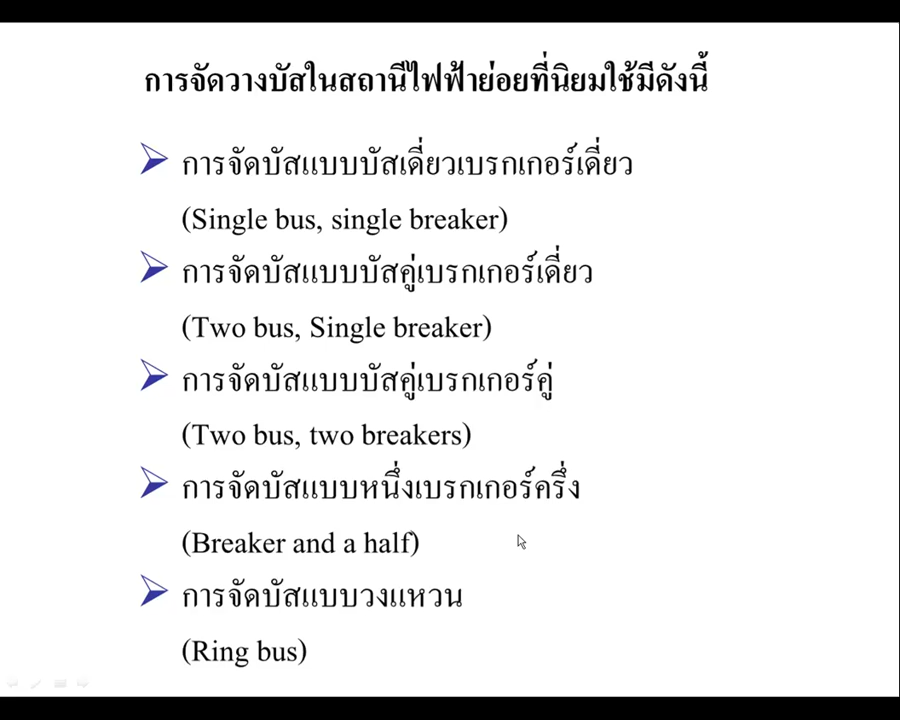 การจัดวางบัสในสถานีไฟฟ้าย่อยที่นิยมใช้มีดังนี้
การจัดบัสแบบบัสเดี่ยวเบรกเกอร์เดี่ยว
(Single bus, single breaker)
การจัดบัสแบบบัสคู่เบรกเกอร์เดี่ยว
(Two bus, Single breaker)
การจัดบัสแบบบัสคู่เบรกเกอร์คู่
(Two bus, two breakers)
การจัดบัสแบบหนึ่งเบรกเกอร์ครึ่ง
(Breaker and a half)
การจัดบัสแบบวงแหวน
(Ring bus)